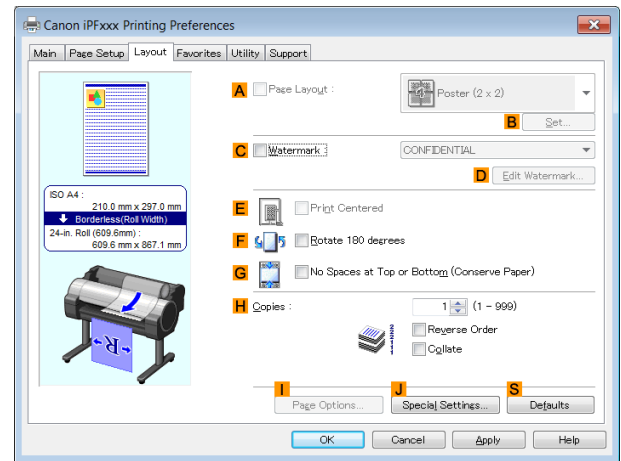 Canon iPFxxx Printing Preferences
Main Page Setup Layout Favorites Utility Support
A Page Layout :
Poster (2 x 2)
B Set...
C Watermark :
CONFIDENTIAL
D Edit Watermark...
ISO A4 :
210.0 mm x 297.0 mm
Borderless(Roll Width)
24-in. Roll (609.6mm) :
609.6 mm x 867.1 mm
E Print Centered
F Rotate 180 degrees
G No Spaces at Top or Bottom (Conserve Paper)
H Copies :
1 (1 - 999)
Reverse Order
Collate
R
I Page Options...
J Special Settings...
S Defaults
OK Cancel Apply Help